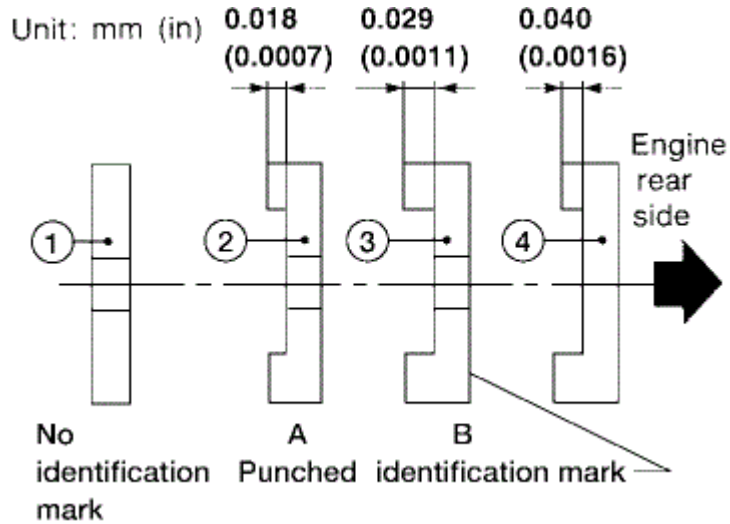 Unit: mm (in) 0.018 0.029 0.040
(0.0007) (0.0011) (0.0016)
Engine
rear
side
1 2 3 4
No A B
identification Punched identification mark
mark